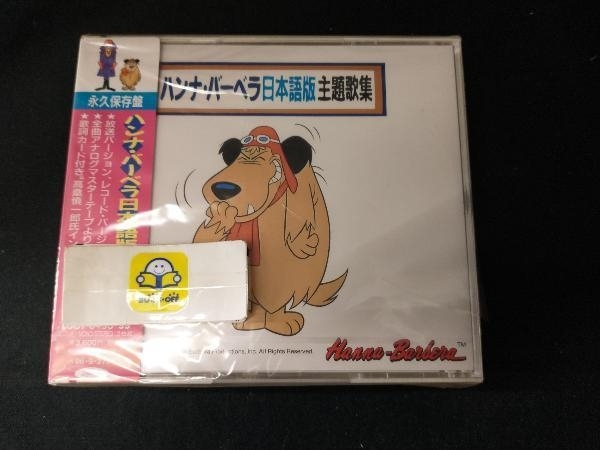 永久保存盤
ハンナ・バーベラ日本語版
★放送バージョン、レコード・バージ
★全曲アナログマスターテープより
★歌詞カード付き。高桑慎一郎氏イン
ハンナ・バーベラ日本語版 主題歌集
BOOK-OFF
Productions, Inc. All Rights Reserved.
Hanna-Barbera™